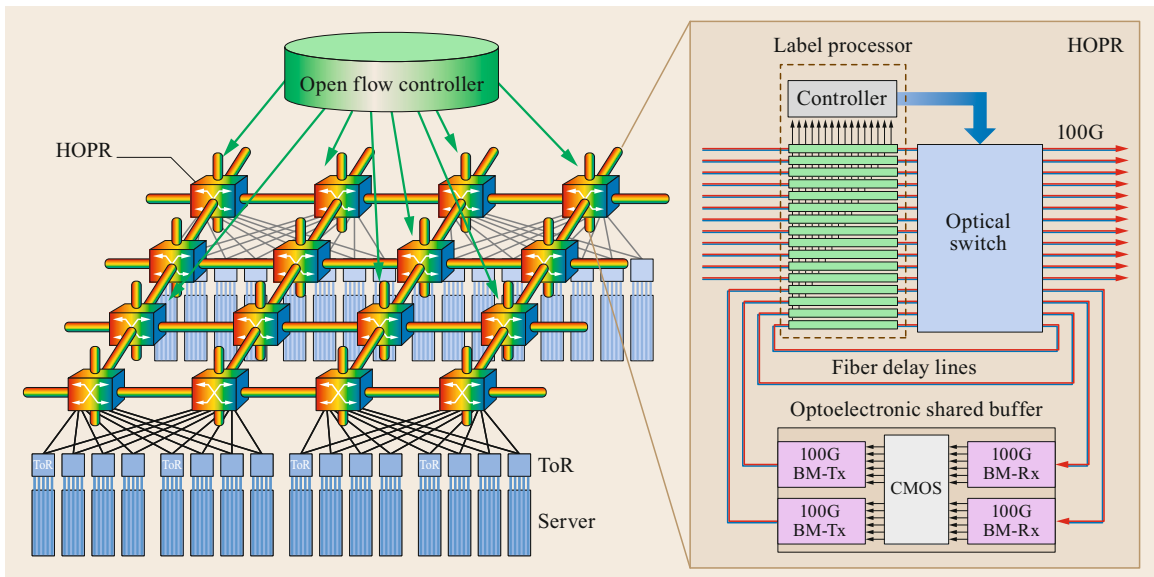 Open flow controller
HOPR
ToR
ToR
ToR
ToR
ToR
Server
Label processor
HOPR
Controller
100G
Optical
switch
Fiber delay lines
Optoelectronic shared buffer
100G
BM-Tx
CMOS
100G
BM-Rx
100G
BM-Tx
100G
BM-Rx